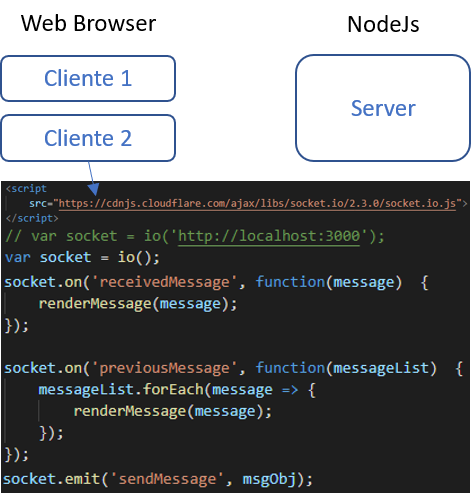 Web Browser
NodeJs
Cliente 1
Cliente 2
Server
<script
src="https://cdnjs.cloudflare.com/ajax/libs/socket.io/2.3.0/socket.io.js">
</script>
// var socket = io('http://localhost:3000');
var socket = io();
socket.on('receivedMessage', function(message)  {
renderMessage(message);
});
socket.on('previousMessage', function(messageList)  {
messageList.forEach(message => {
renderMessage(message);
});
});
socket.emit('sendMessage', msgObj);